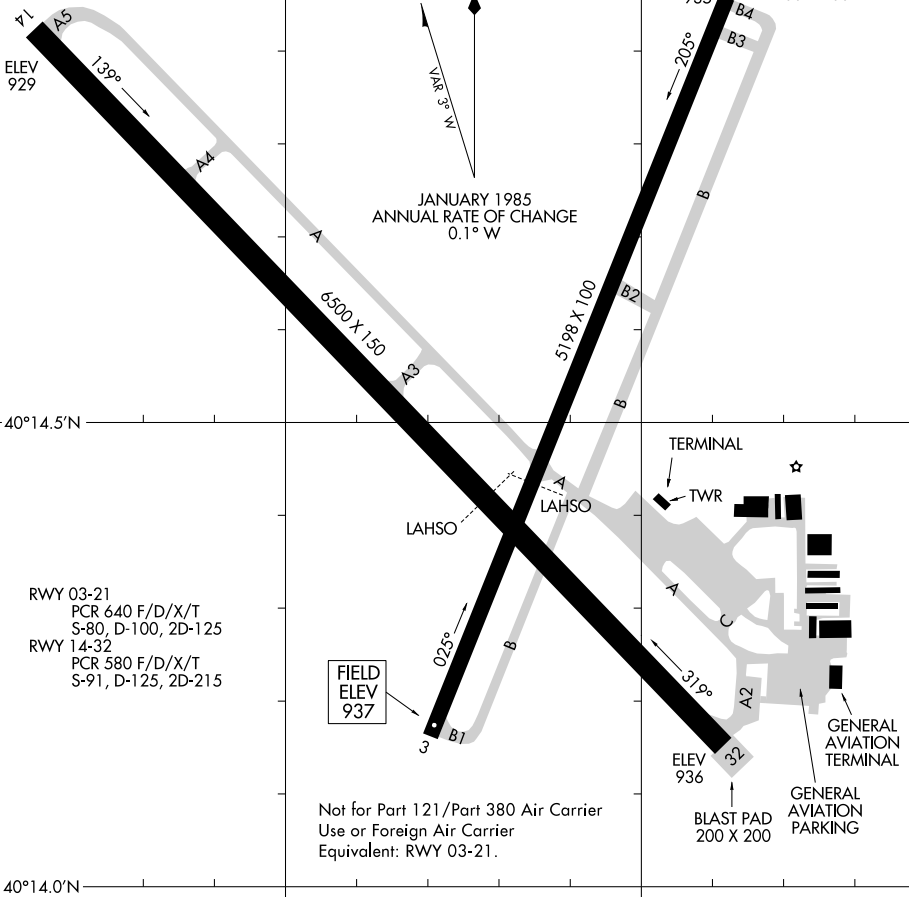 14
A5
ELEV
929
139°
A4
A
VAR 3° W
JANUARY 1985
ANNUAL RATE OF CHANGE
0.1° W
B4
B3
205°
B
B2
6500 X 150
5198 X 100
A3
B
40°14.5'N
TERMINAL
TWR
A
LAHSO
LAHSO
RWY 03-21
PCR 640 F/D/X/T
S-80, D-100, 2D-125
RWY 14-32
PCR 580 F/D/X/T
S-91, D-125, 2D-215
A
C
025°
B
319°
A2
FIELD
ELEV
937
3
B1
ELEV
936
32
GENERAL
AVIATION
TERMINAL
GENERAL
AVIATION
PARKING
BLAST PAD
200 X 200
Not for Part 121/Part 380 Air Carrier
Use or Foreign Air Carrier
Equivalent: RWY 03-21.
40°14.0'N